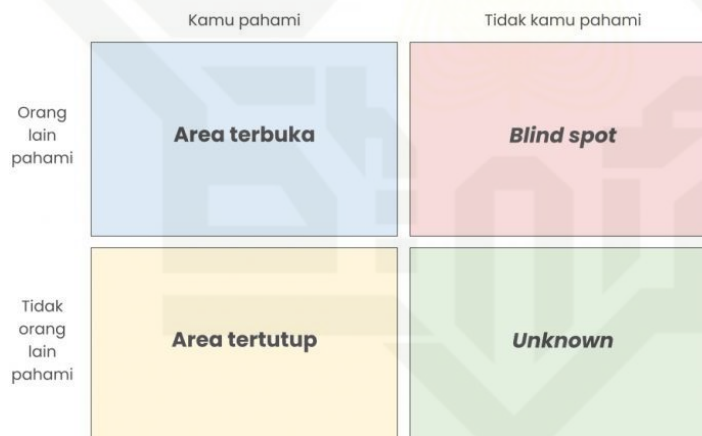 Kamu pahami
Tidak kamu pahami
Orang
lain
pahami
Area terbuka
Blind spot
Tidak
orang
lain
pahami
Area tertutup
Unknown